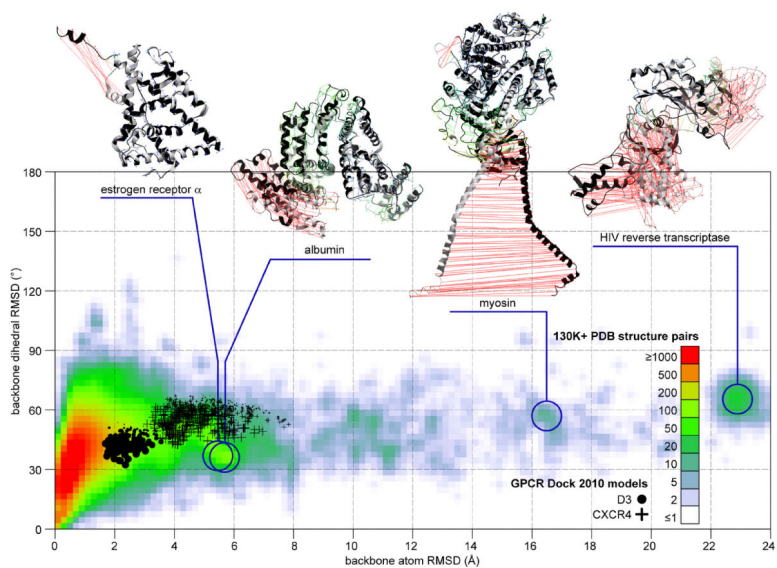 estrogen receptor α
albumin
myosin
HIV reverse transcriptase
backbone dihedral RMSD (°)
180
150
120
90
60
30
0
130K+ PDB structure pairs
≥1000
500
200
100
50
20
10
5
2
≤1
GPCR Dock 2010 models
D3
CXCR4
0 2 4 6 8 10 12 14 16 18 20 22 24
backbone atom RMSD (Å)